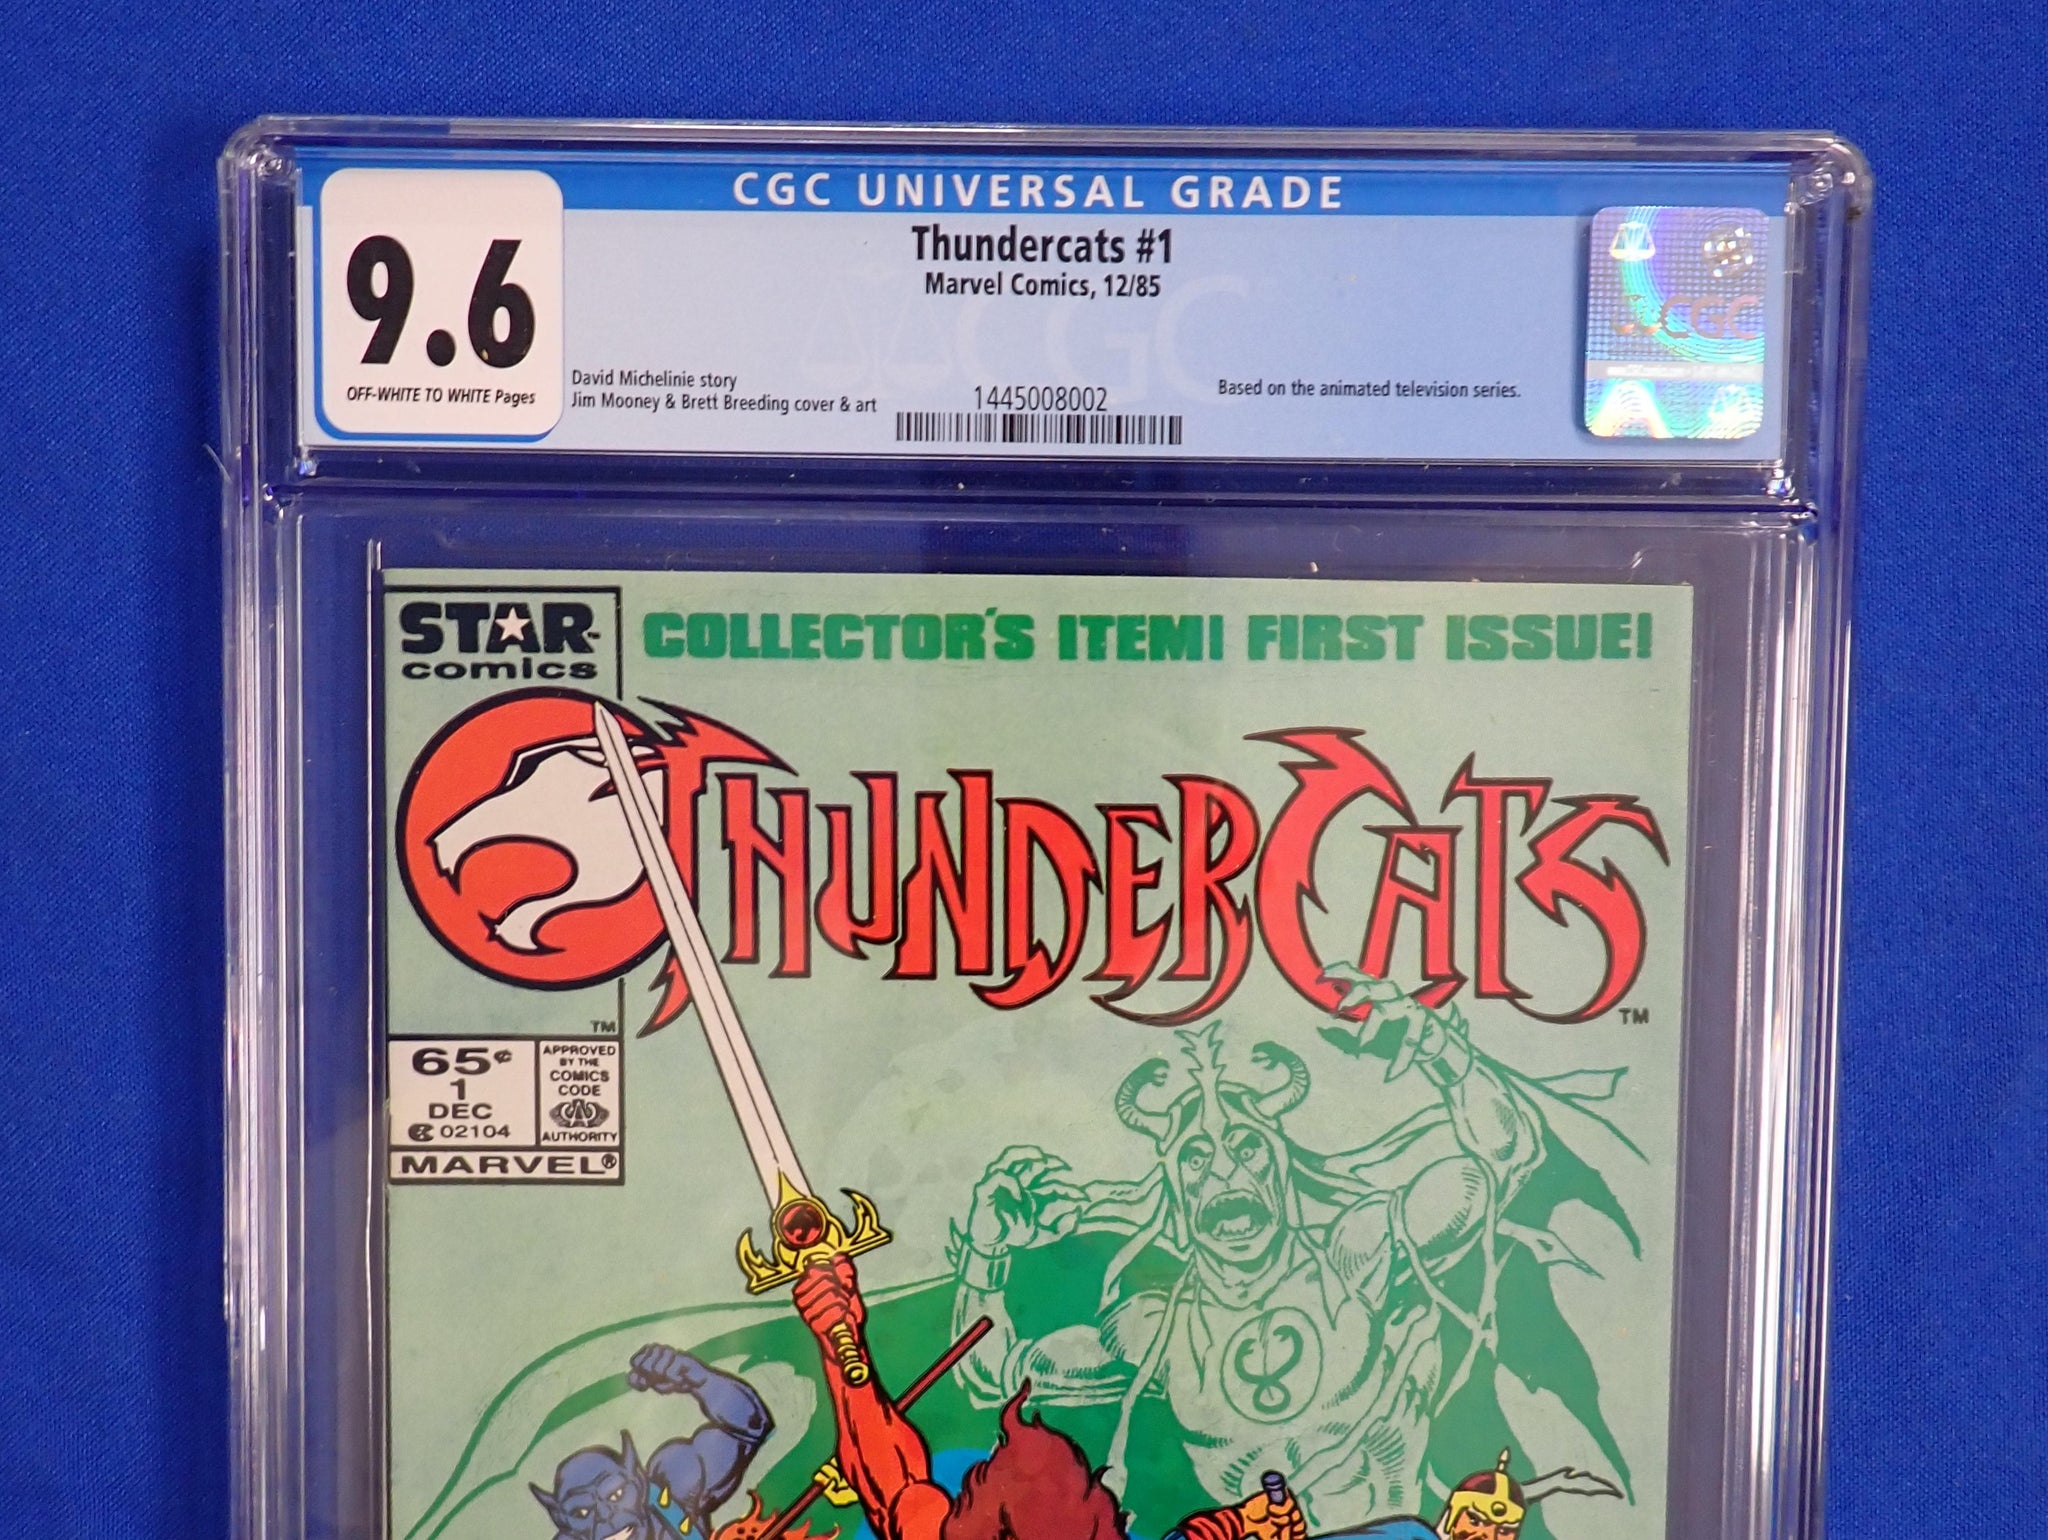 CGC UNIVERSAL GRADE
9.6
OFF-WHITE TO WHITE Pages
Thundercats #1
Marvel Comics, 12/85
David Michelinie story
Jim Mooney & Brett Breeding cover & art
1445008002
Based on the animated television series.
CGC
STAR
comics
COLLECTOR'S ITEM! FIRST ISSUE!
THUNDERCATS
TM
TM
65¢
1
DEC
02104
APPROVED
BY THE
COMICS
CODE
AUTHORITY
MARVEL®